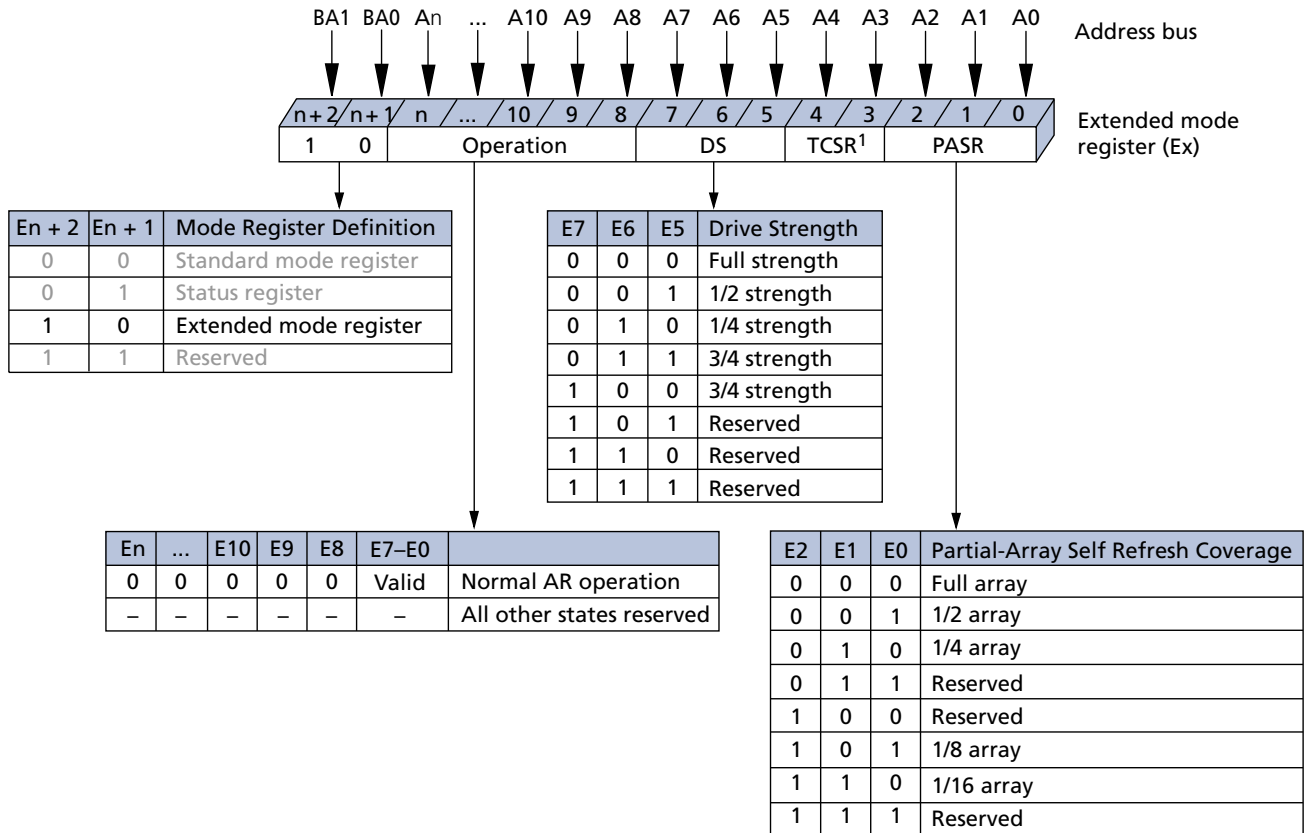 BA1 BA0 An ... A10 A9 A8 A7 A6 A5 A4 A3 A2 A1 A0
Address bus
n + 2 n + 1 n ... 10 9 8 7 6 5 4 3 2 1 0
Extended mode
register (Ex)
1 0 Operation DS TCSR1 PASR
En + 2 En + 1 Mode Register Definition
0 0 Standard mode register
0 1 Status register
1 0 Extended mode register
1 1 Reserved
E7 E6 E5 Drive Strength
0 0 0 Full strength
0 0 1 1/2 strength
0 1 0 1/4 strength
0 1 1 3/4 strength
1 0 0 3/4 strength
1 0 1 Reserved
1 1 0 Reserved
1 1 1 Reserved
En ... E10 E9 E8 E7–E0
0 0 0 0 0 Valid Normal AR operation
– – – – – – All other states reserved
E2 E1 E0 Partial-Array Self Refresh Coverage
0 0 0 Full array
0 0 1 1/2 array
0 1 0 1/4 array
0 1 1 Reserved
1 0 0 Reserved
1 0 1 1/8 array
1 1 0 1/16 array
1 1 1 Reserved